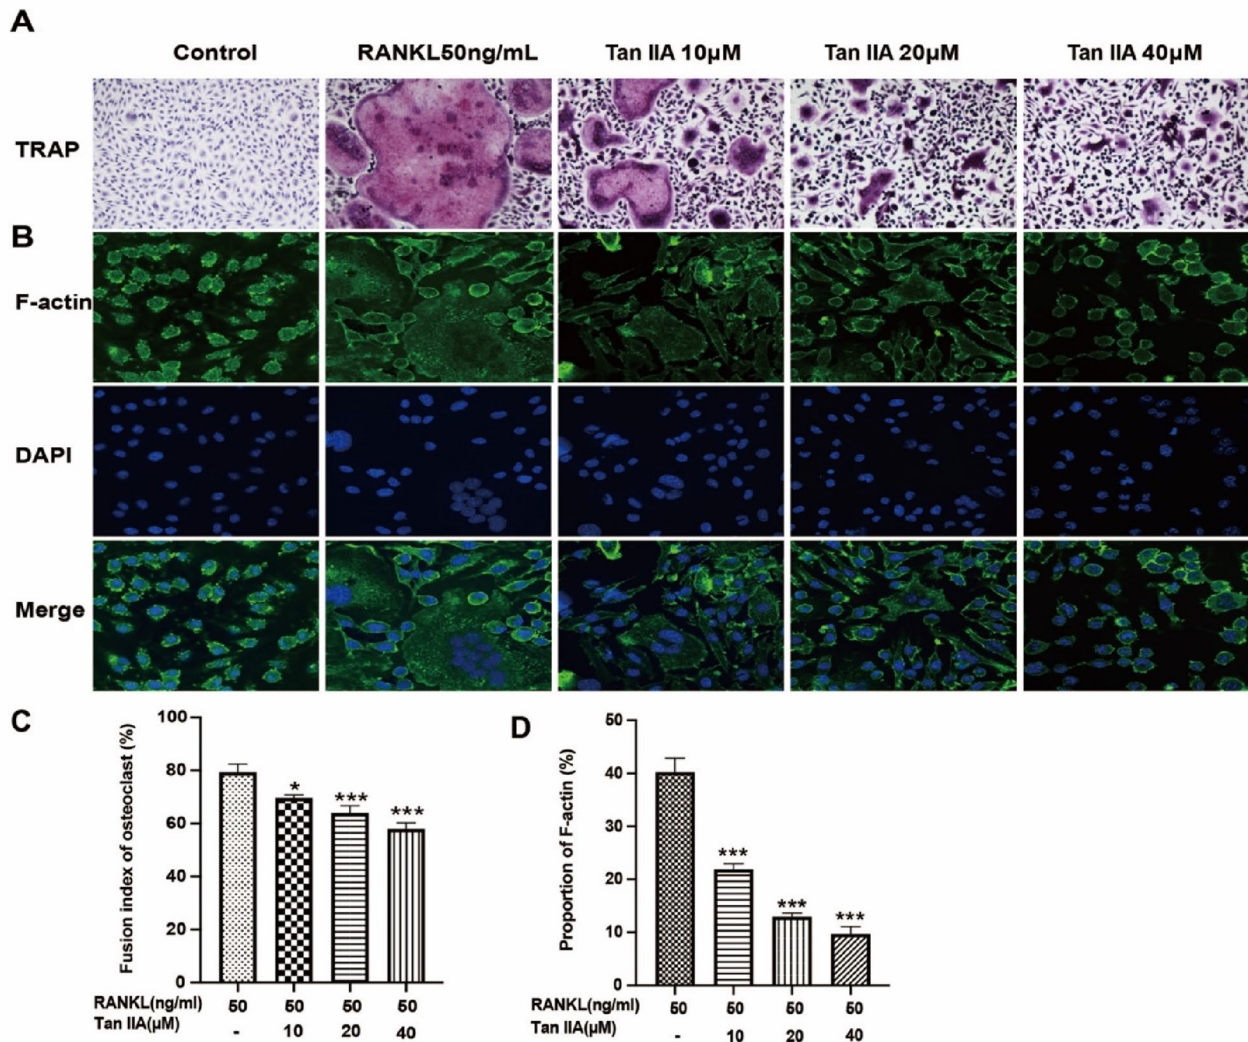 A
Control RANKL50ng/mL Tan IIA 10μM Tan IIA 20μM Tan IIA 40μM
TRAP
B
F-actin
DAPI
Merge
C
Fusion index of osteoclast (%)
100
80
60
40
20
0
* *** ***
RANKL(ng/ml) 50 50 50 50
Tan IIA(μM) - 10 20 40
D
Proportion of F-actin (%)
50
40
30
20
10
0
*** *** ***
RANKL(ng/ml) 50 50 50 50
Tan IIA(μM) - 10 20 40